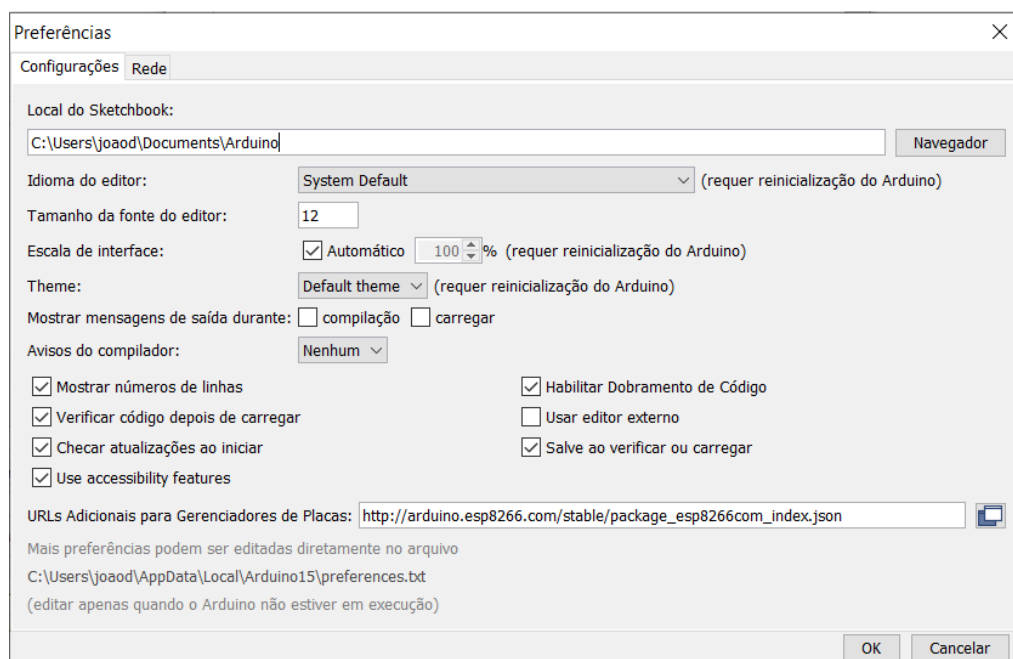 Preferências
Configurações Rede
Local do Sketchbook:
C:\Users\joaod\Documents\Arduino Navegador
Idioma do editor: System Default (requer reinicialização do Arduino)
Tamanho da fonte do editor: 12
Escala de interface: Automático 100 % (requer reinicialização do Arduino)
Theme: Default theme (requer reinicialização do Arduino)
Mostrar mensagens de saída durante: compilação carregar
Avisos do compilador: Nenhum
Mostrar números de linhas Habilitar Dobramento de Código
Verificar código depois de carregar Usar editor externo
Checar atualizações ao iniciar Salve ao verificar ou carregar
Use accessibility features
URLs Adicionais para Gerenciadores de Placas: http://arduino.esp8266.com/stable/package_esp8266com_index.json
Mais preferências podem ser editadas diretamente no arquivo
C:\Users\joaod\AppData\Local\Arduino15\preferences.txt
(editar apenas quando o Arduino não estiver em execução)
OK Cancelar